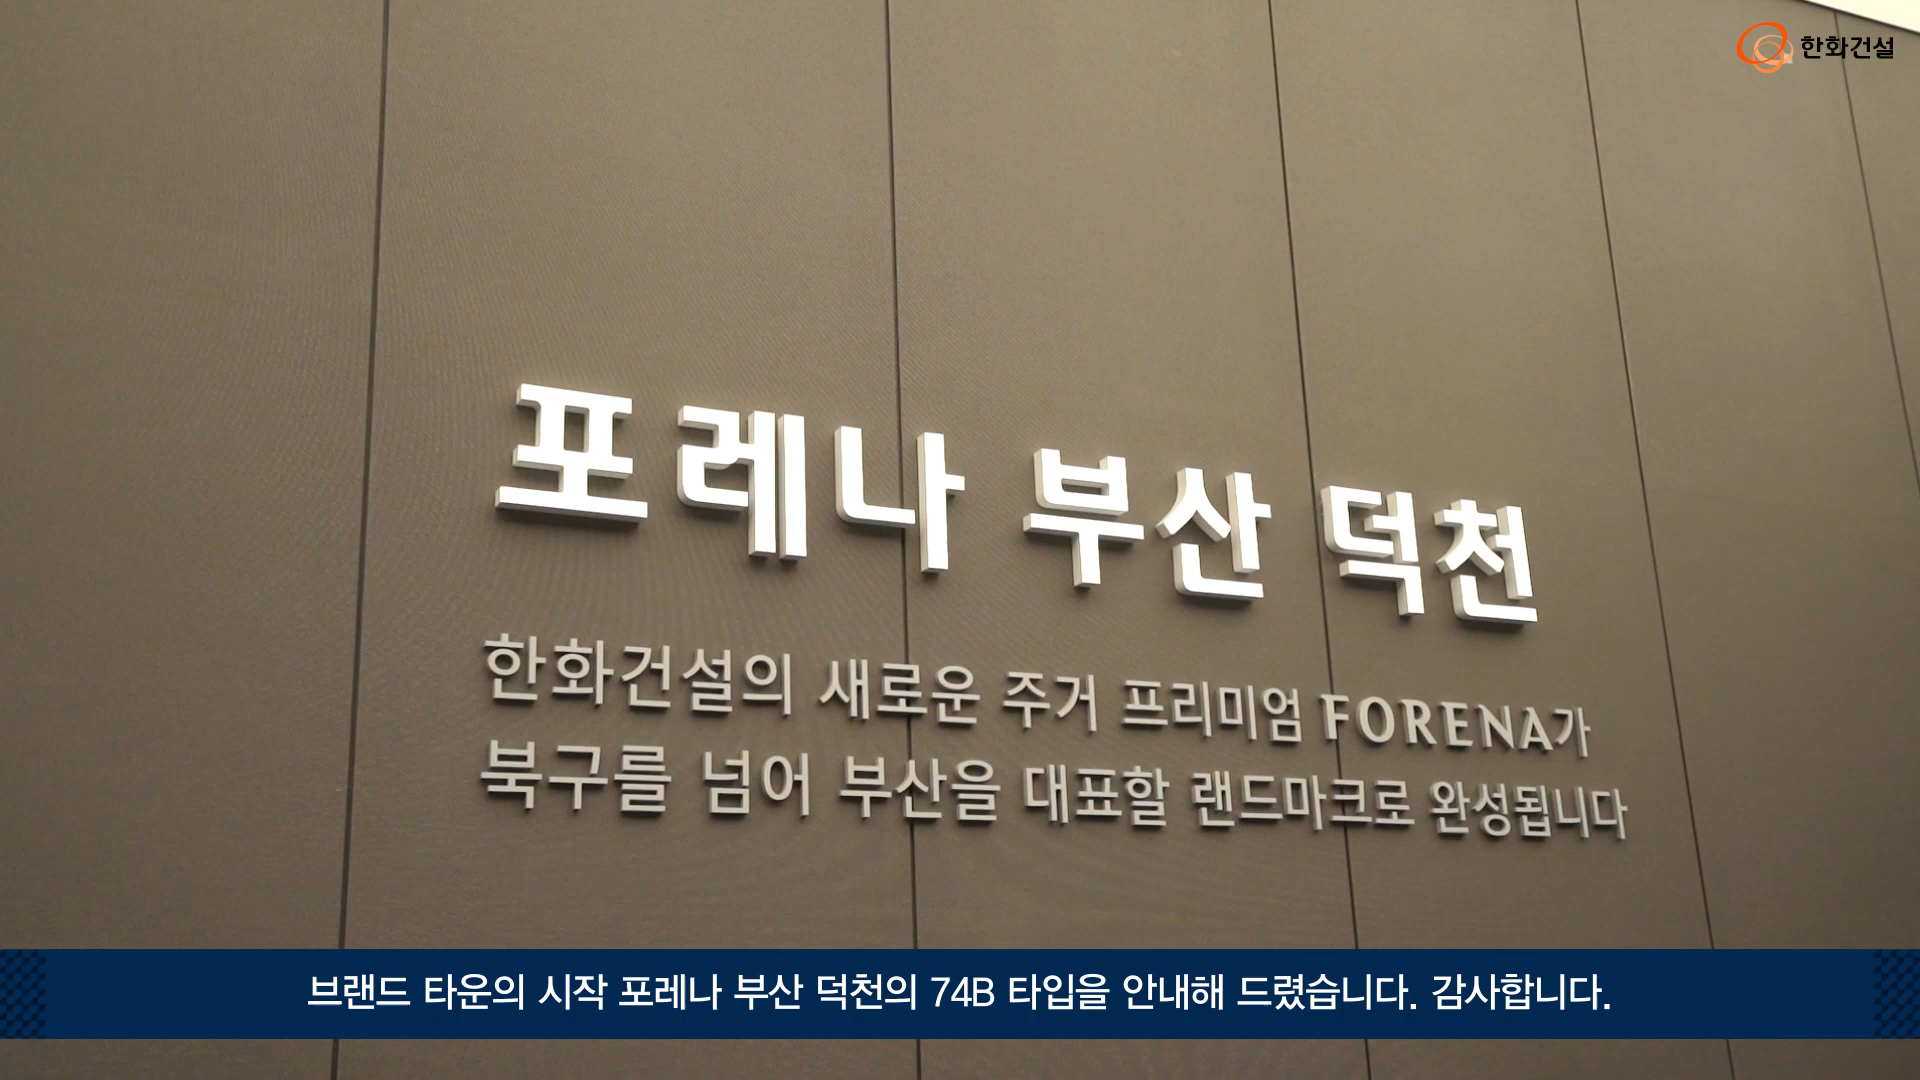 한화건설
포레나 부산 덕천
한화건설의 새로운 주거 프리미엄 FORENA가
북구를 넘어 부산을 대표할 랜드마크로 완성됩니다
브랜드 타운의 시작 포레나 부산 덕천의 74B 타입을 안내해 드렸습니다. 감사합니다.